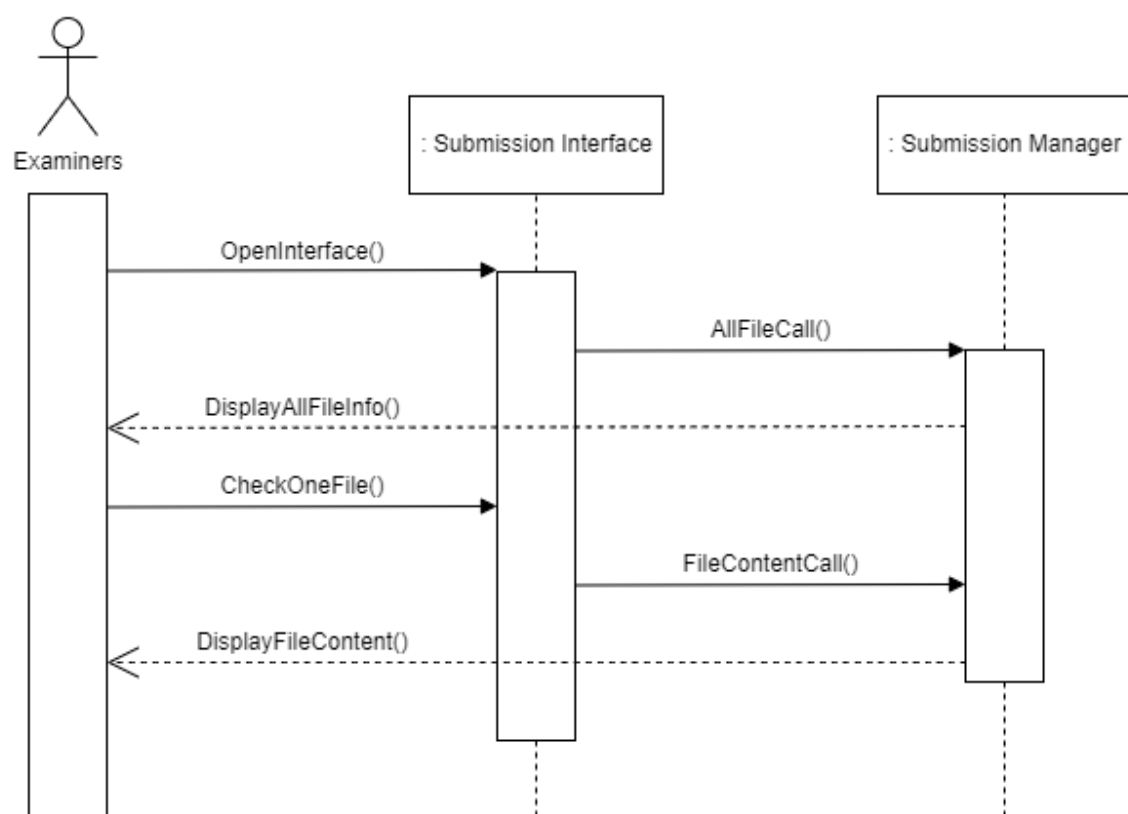 Examiners
: Submission Interface
: Submission Manager
OpenInterface()
AllFileCall()
DisplayAllFileInfo()
CheckOneFile()
FileContentCall()
DisplayFileContent()